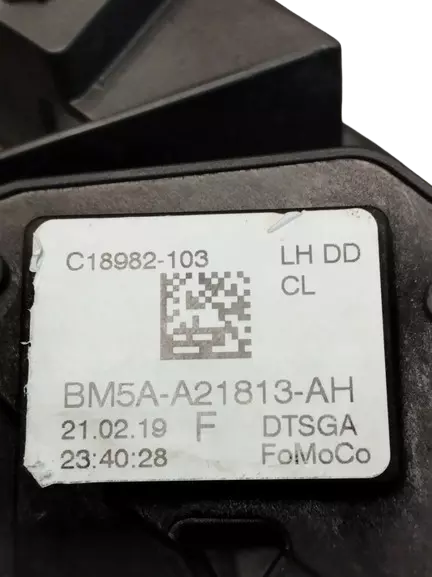 C18982-103 LH DD
CL
BM5A-A21813-AH
21.02.19 F DTSGA
23:40:28 FoMoCo